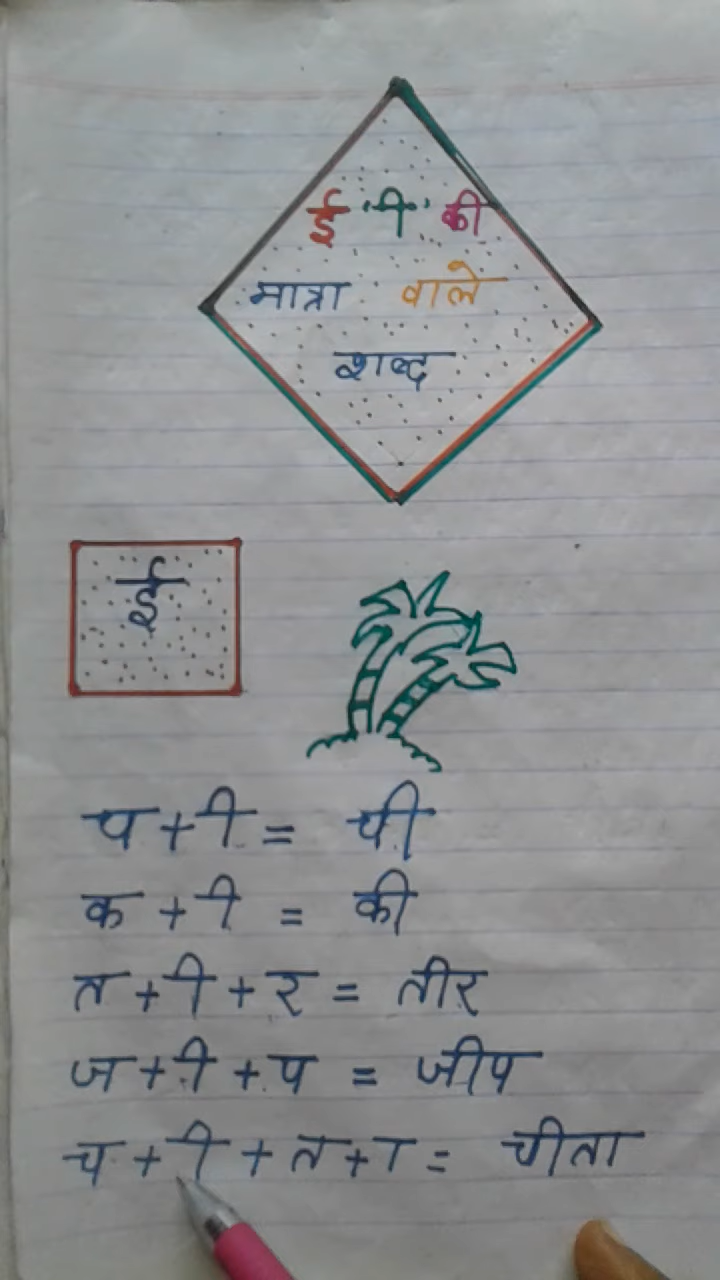 ई 'ी' की
मात्रा वाले
शब्द
ई
प + ी = पी
क + ी = की
त + ी + र = तीर
ज + ी + प = जीप
च + ी + त + ा = चीता